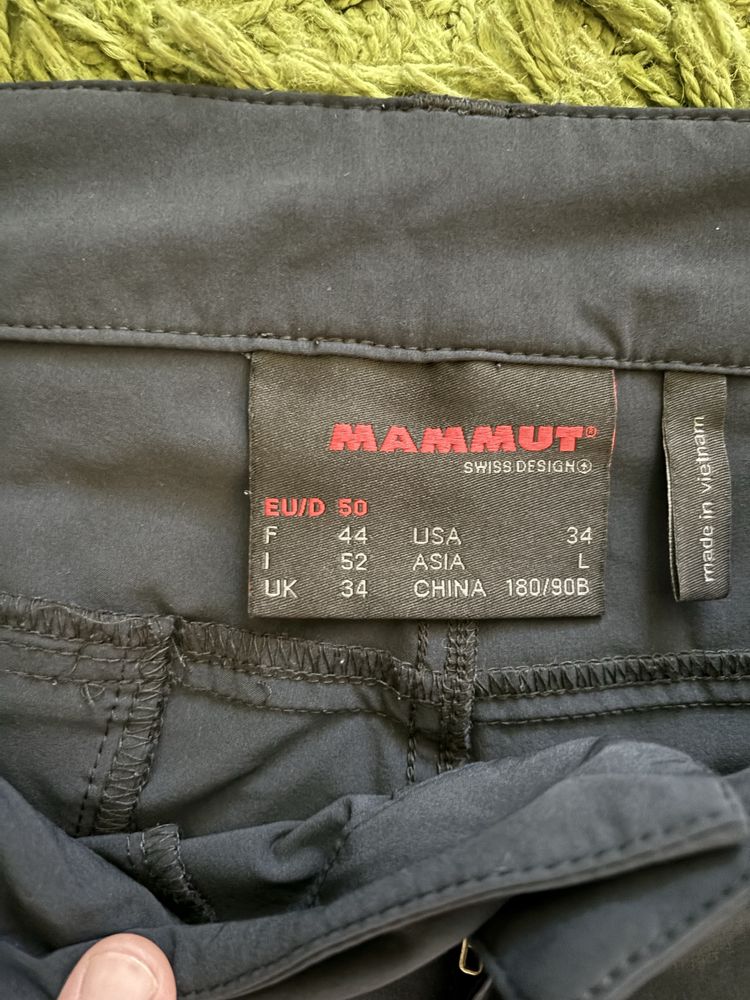 MAMMUT®
SWISS DESIGN
EU/D 50
F 44 USA 34
I 52 ASIA L
UK 34 CHINA 180/90B
made in vietnam